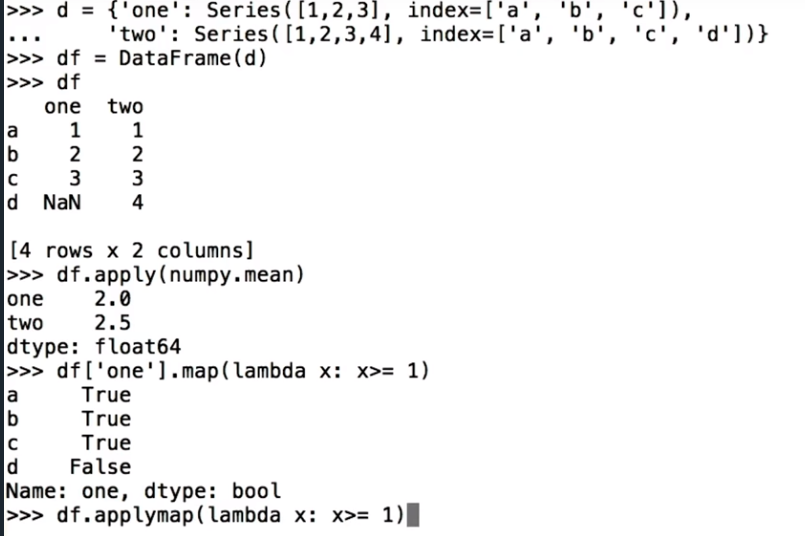 >>> d = {'one': Series([1,2,3], index=['a', 'b', 'c']),
...      'two': Series([1,2,3,4], index=['a', 'b', 'c', 'd'])}
>>> df = DataFrame(d)
>>> df
   one  two
a    1    1
b    2    2
c    3    3
d  NaN    4
[4 rows x 2 columns]
>>> df.apply(numpy.mean)
one    2.0
two    2.5
dtype: float64
>>> df['one'].map(lambda x: x>= 1)
a     True
b     True
c     True
d    False
Name: one, dtype: bool
>>> df.applymap(lambda x: x>= 1)